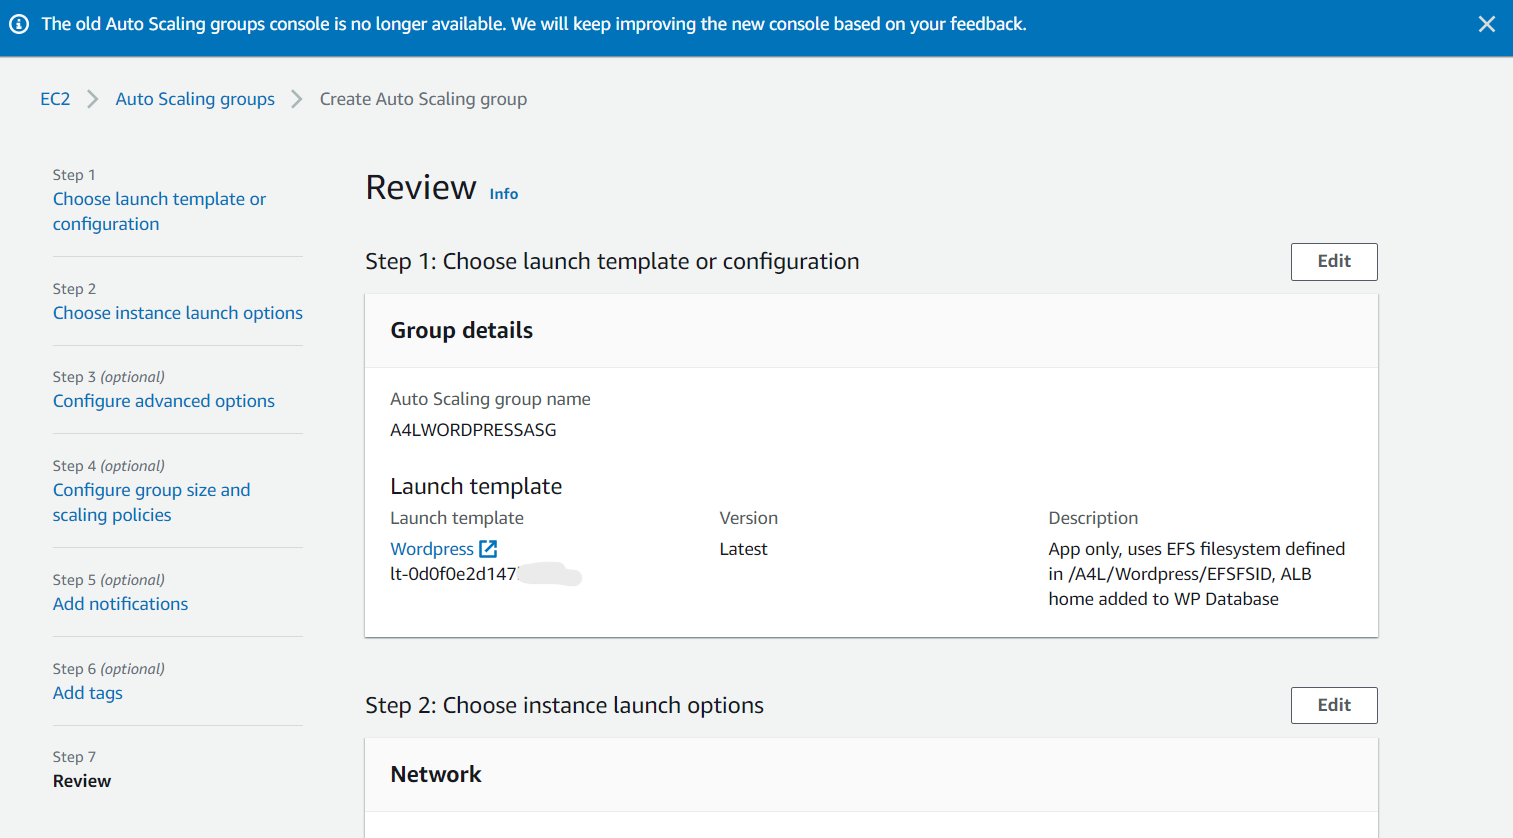 The old Auto Scaling groups console is no longer available. We will keep improving the new console based on your feedback.
EC2 > Auto Scaling groups > Create Auto Scaling group
Step 1
Choose launch template or
configuration
Step 2
Choose instance launch options
Step 3 (optional)
Configure advanced options
Step 4 (optional)
Configure group size and
scaling policies
Step 5 (optional)
Add notifications
Step 6 (optional)
Add tags
Step 7
Review
Review Info
Step 1: Choose launch template or configuration
Edit
Group details
Auto Scaling group name
A4LWORDPRESSASG
Launch template
Launch template
Wordpress
lt-0d0f0e2d147
Version
Latest
Description
App only, uses EFS filesystem defined
in /A4L/Wordpress/EFSFSID, ALB
home added to WP Database
Step 2: Choose instance launch options
Edit
Network